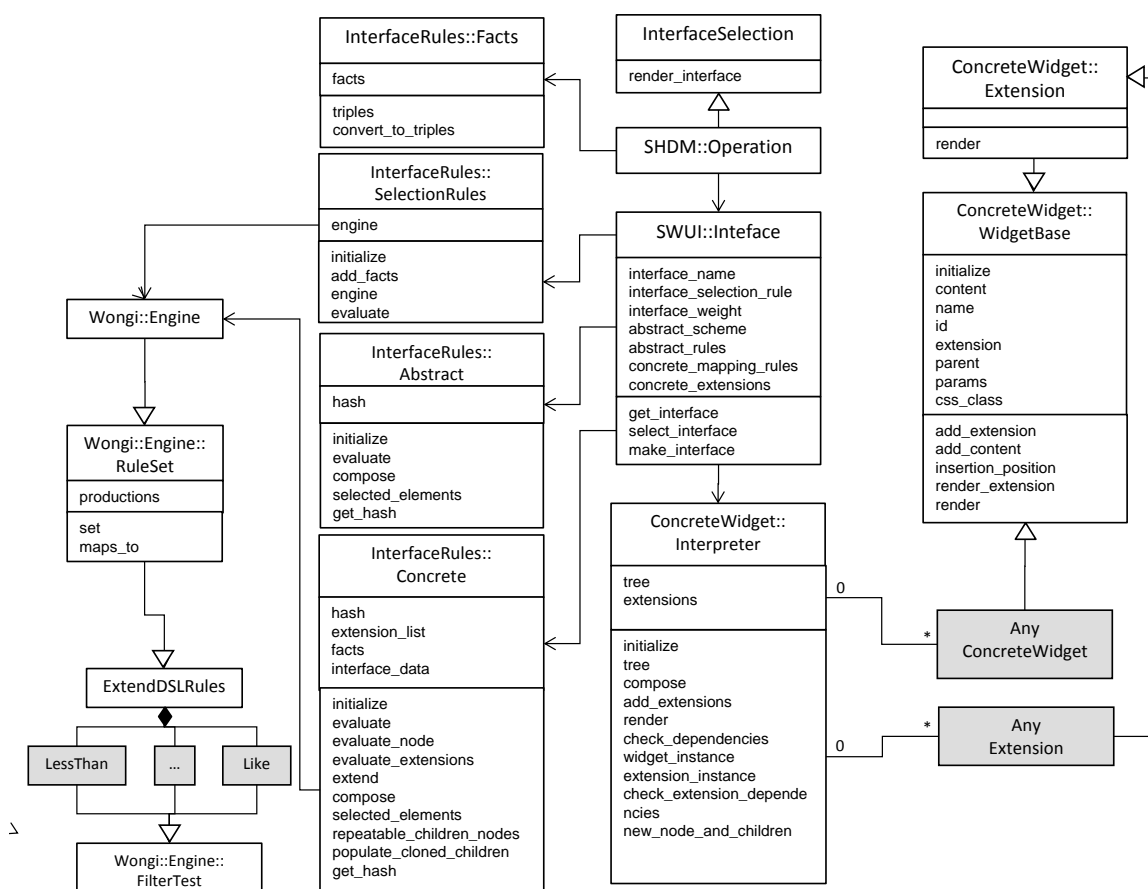 InterfaceRules::Facts
facts
triples
convert_to_triples
InterfaceSelection
render_interface
ConcreteWidget::
Extension
render
SHDM::Operation
InterfaceRules::
SelectionRules
engine
initialize
add_facts
engine
evaluate
SWUI::Inteface
interface_name
interface_selection_rule
interface_weight
abstract_scheme
abstract_rules
concrete_mapping_rules
concrete_extensions
get_interface
select_interface
make_interface
ConcreteWidget::
WidgetBase
initialize
content
name
id
extension
parent
params
css_class
add_extension
add_content
insertion_position
render_extension
render
Wongi::Engine
InterfaceRules::
Abstract
hash
initialize
evaluate
compose
selected_elements
get_hash
Wongi::Engine::
RuleSet
productions
set
maps_to
InterfaceRules::
Concrete
hash
extension_list
facts
interface_data
initialize
evaluate
evaluate_node
evaluate_extensions
extend
compose
selected_elements
repeatable_children_nodes
populate_cloned_children
get_hash
ConcreteWidget::
Interpreter
tree
extensions
initialize
tree
compose
add_extensions
render
check_dependencies
widget_instance
extension_instance
check_extension_depende
ncies
new_node_and_children
0
*
Any
ConcreteWidget
0
*
Any
Extension
ExtendDSLRules
LessThan
...
Like
Wongi::Engine::
FilterTest